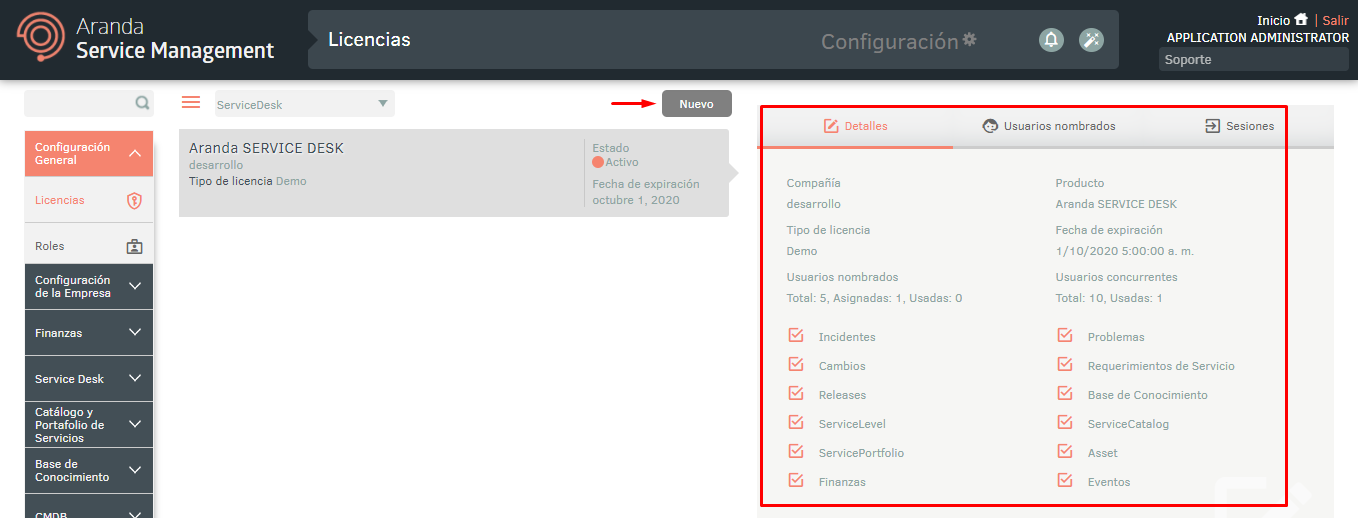 Aranda
Service Management
Licencias
Configuración
Inicio | Salir
APPLICATION ADMINISTRATOR
Soporte
ServiceDesk
Nuevo
Configuración
General
Licencias
Roles
Configuración
de la Empresa
Finanzas
Service Desk
Catálogo y
Portafolio de
Servicios
Base de
Conocimiento
CMDB
Aranda SERVICE DESK
desarrollo
Tipo de licencia Demo
Estado
Activo
Fecha de expiración
octubre 1, 2020
Detalles
Usuarios nombrados
Sesiones
Compañía
Producto
desarrollo
Aranda SERVICE DESK
Tipo de licencia
Fecha de expiración
Demo
1/10/2020 5:00:00 a. m.
Usuarios nombrados
Usuarios concurrentes
Total: 5, Asignadas: 1, Usadas: 0
Total: 10, Usadas: 1
Incidentes
Problemas
Cambios
Requerimientos de Servicio
Releases
Base de Conocimiento
ServiceLevel
ServiceCatalog
ServicePortfolio
Asset
Finanzas
Eventos